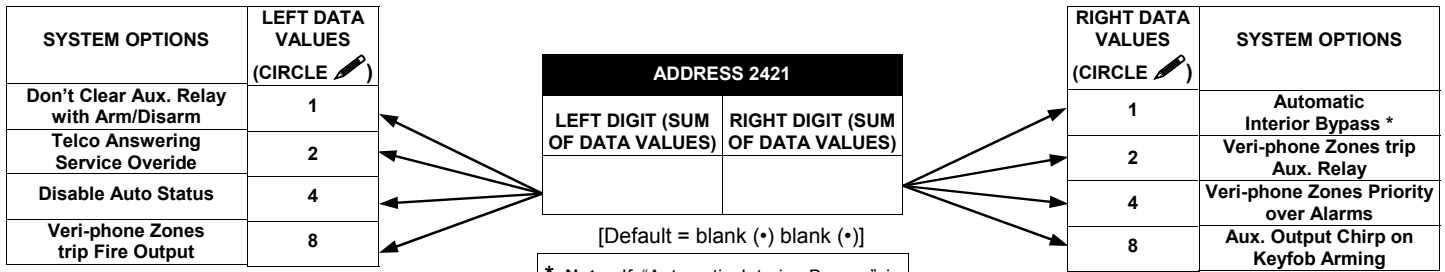 SYSTEM OPTIONS
LEFT DATA
VALUES
(CIRCLE )
Don't Clear Aux. Relay
with Arm/Disarm
1
Telco Answering
Service Overide
2
Disable Auto Status
4
Veri-phone Zones
trip Fire Output
8
ADDRESS 2421
LEFT DIGIT (SUM
OF DATA VALUES)
RIGHT DIGIT (SUM
OF DATA VALUES)
[Default = blank (•) blank (•)]
RIGHT DATA
VALUES
(CIRCLE )
SYSTEM OPTIONS
1
Automatic
Interior Bypass *
2
Veri-phone Zones trip
Aux. Relay
4
Veri-phone Zones Priority
over Alarms
8
Aux. Output Chirp on
Keyfob Arming